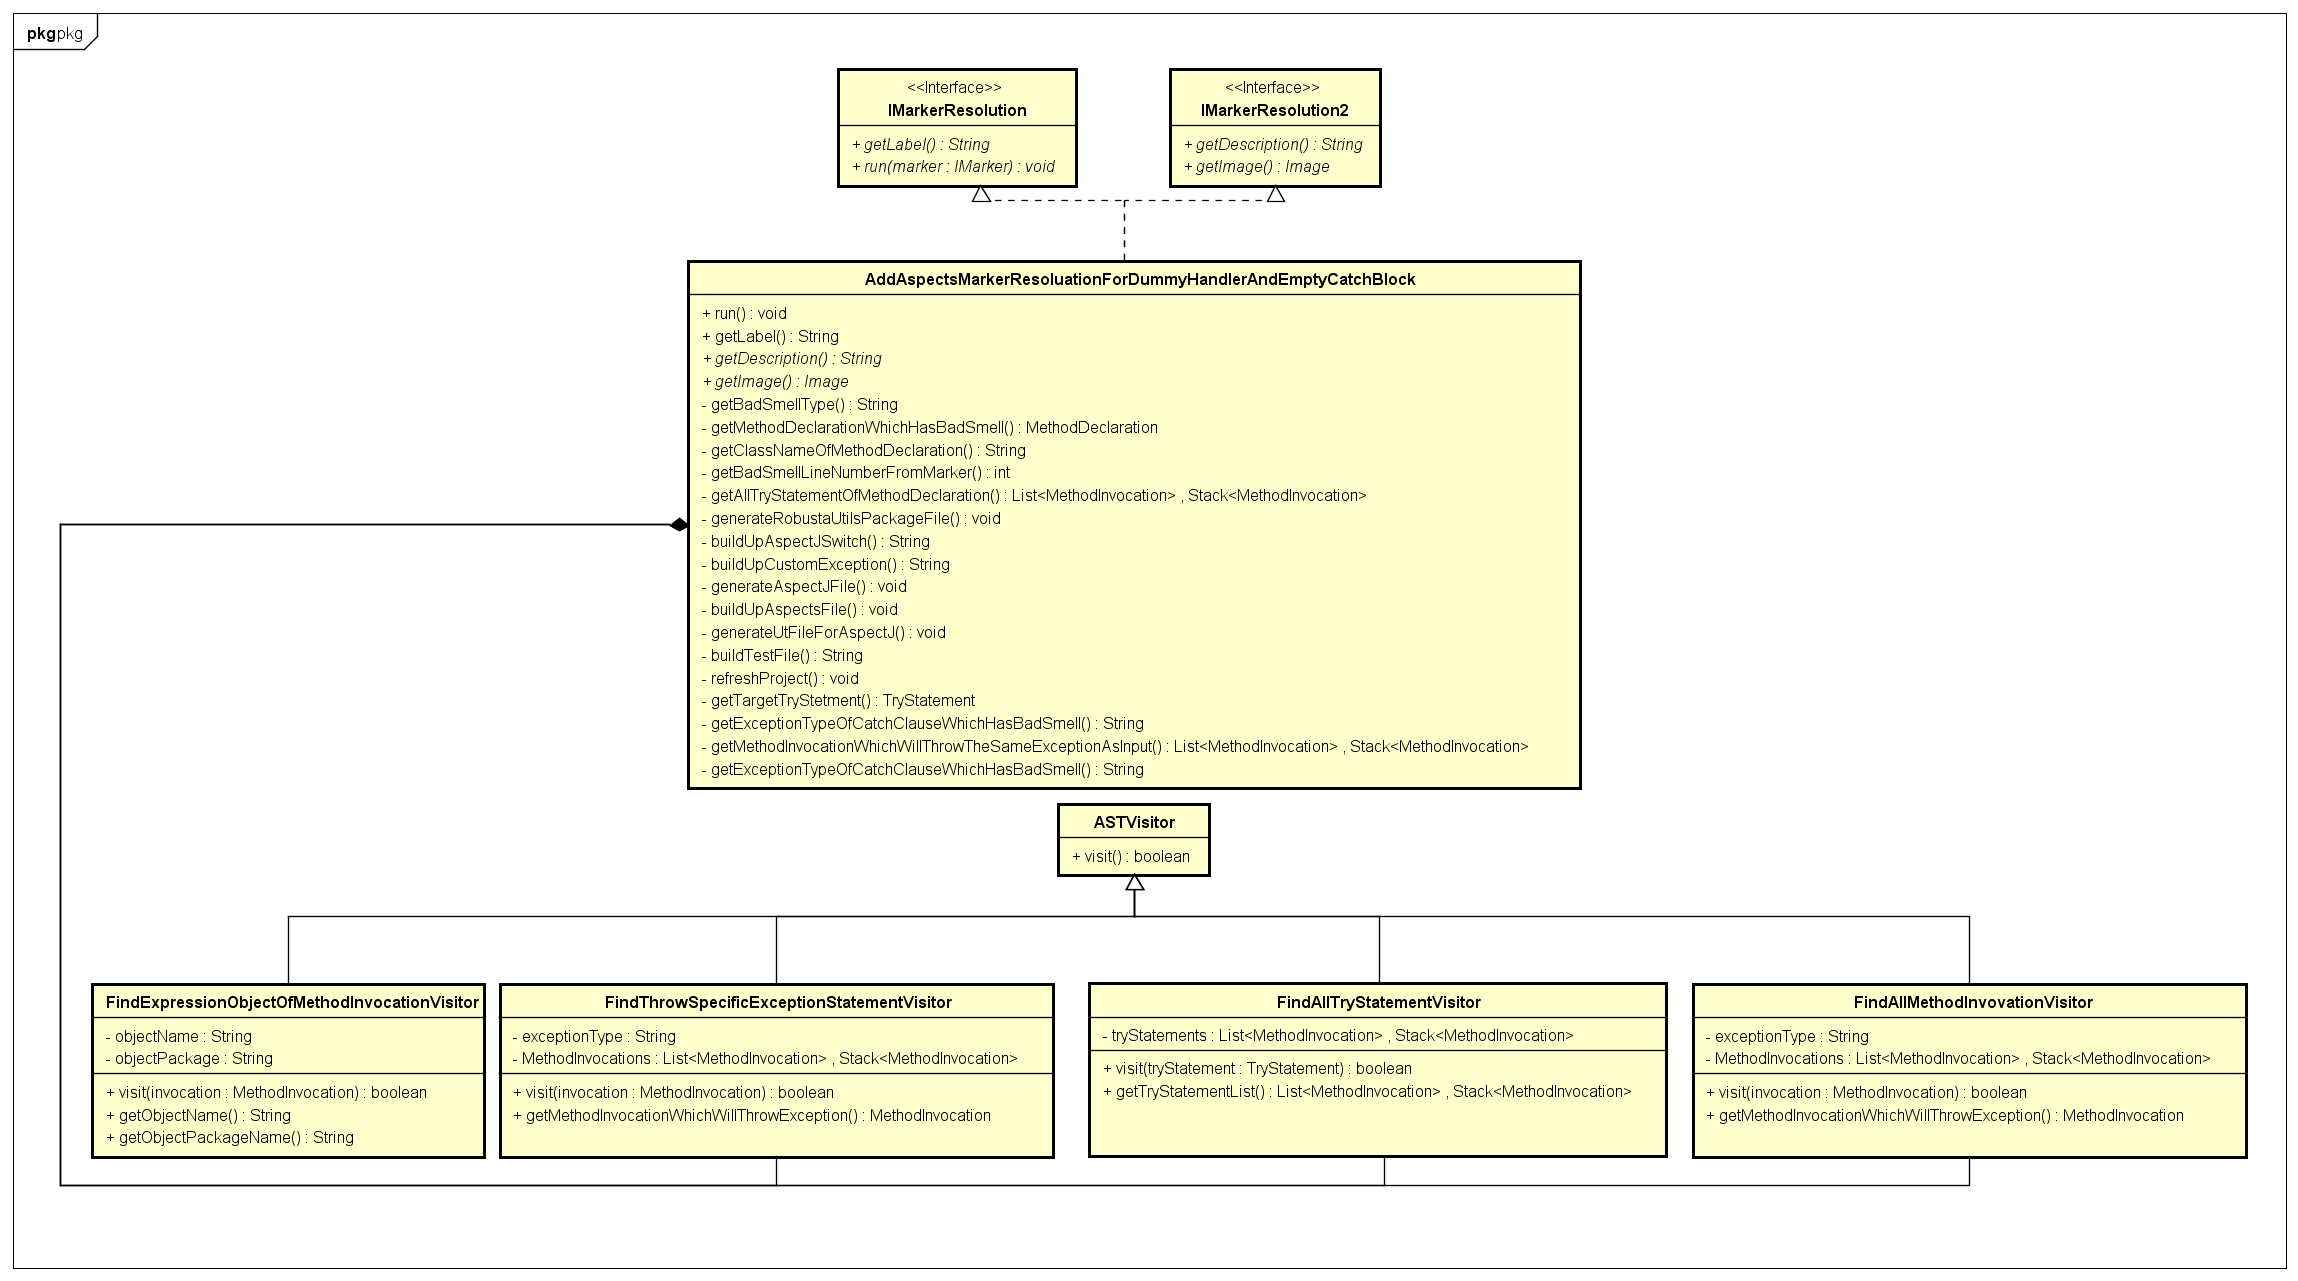 pkgpkg
<<Interface>>
IMarkerResolution
+ getLabel() : String
+ run(marker : IMarker) : void
<<Interface>>
IMarkerResolution2
+ getDescription() : String
+ getImage() : Image
AddAspectsMarkerResoluationForDummyHandlerAndEmptyCatchBlock
+ run() : void
+ getLabel() : String
+ getDescription() : String
+ getImage() : Image
- getBadSmellType() : String
- getMethodDeclarationWhichHasBadSmell() : MethodDeclaration
- getClassNameOfMethodDeclaration() : String
- getBadSmellLineNumberFromMarker() : int
- getAllTryStatementOfMethodDeclaration() : List<MethodInvocation> , Stack<MethodInvocation>
- generateRobustaUtilsPackageFile() : void
- buildUpAspectJSwitch() : String
- buildUpCustomException() : String
- generateAspectJFile() : void
- buildUpAspectsFile() : void
- generateUtFileForAspectJ() : void
- buildTestFile() : String
- refreshProject() : void
- getTargetTryStetment() : TryStatement
- getExceptionTypeOfCatchClauseWhichHasBadSmell() : String
- getMethodInvocationWhichWillThrowTheSameExceptionAsInput() : List<MethodInvocation> , Stack<MethodInvocation>
- getExceptionTypeOfCatchClauseWhichHasBadSmell() : String
ASTVisitor
+ visit() : boolean
FindExpressionObjectOfMethodInvocationVisitor
- objectName : String
- objectPackage : String
+ visit(invocation : MethodInvocation) : boolean
+ getObjectName() : String
+ getObjectPackageName() : String
FindThrowSpecificExceptionStatementVisitor
- exceptionType : String
- MethodInvocations : List<MethodInvocation> , Stack<MethodInvocation>
+ visit(invocation : MethodInvocation) : boolean
+ getMethodInvocationWhichWillThrowException() : MethodInvocation
FindAllTryStatementVisitor
- tryStatements : List<MethodInvocation> , Stack<MethodInvocation>
+ visit(tryStatement : TryStatement) : boolean
+ getTryStatementList() : List<MethodInvocation> , Stack<MethodInvocation>
FindAllMethodInvovationVisitor
- exceptionType : String
- MethodInvocations : List<MethodInvocation> , Stack<MethodInvocation>
+ visit(invocation : MethodInvocation) : boolean
+ getMethodInvocationWhichWillThrowException() : MethodInvocation